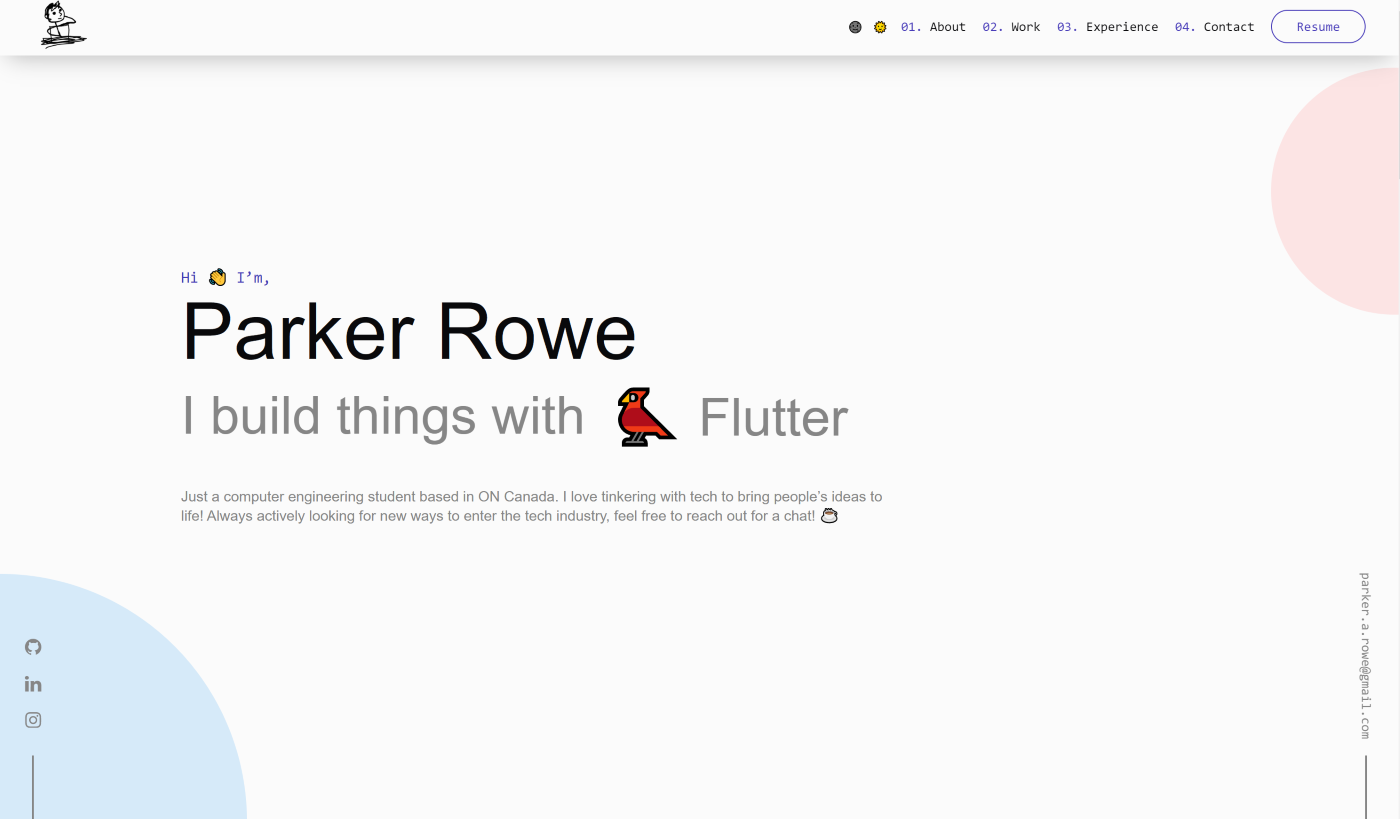 01. About 02. Work 03. Experience 04. Contact Resume
Hi 👋 I’m,
Parker Rowe
I build things with Flutter
Just a computer engineering student based in ON Canada. I love tinkering with tech to bring people’s ideas to
life! Always actively looking for new ways to enter the tech industry, feel free to reach out for a chat! ☕
parker.a.rowe@gmail.com